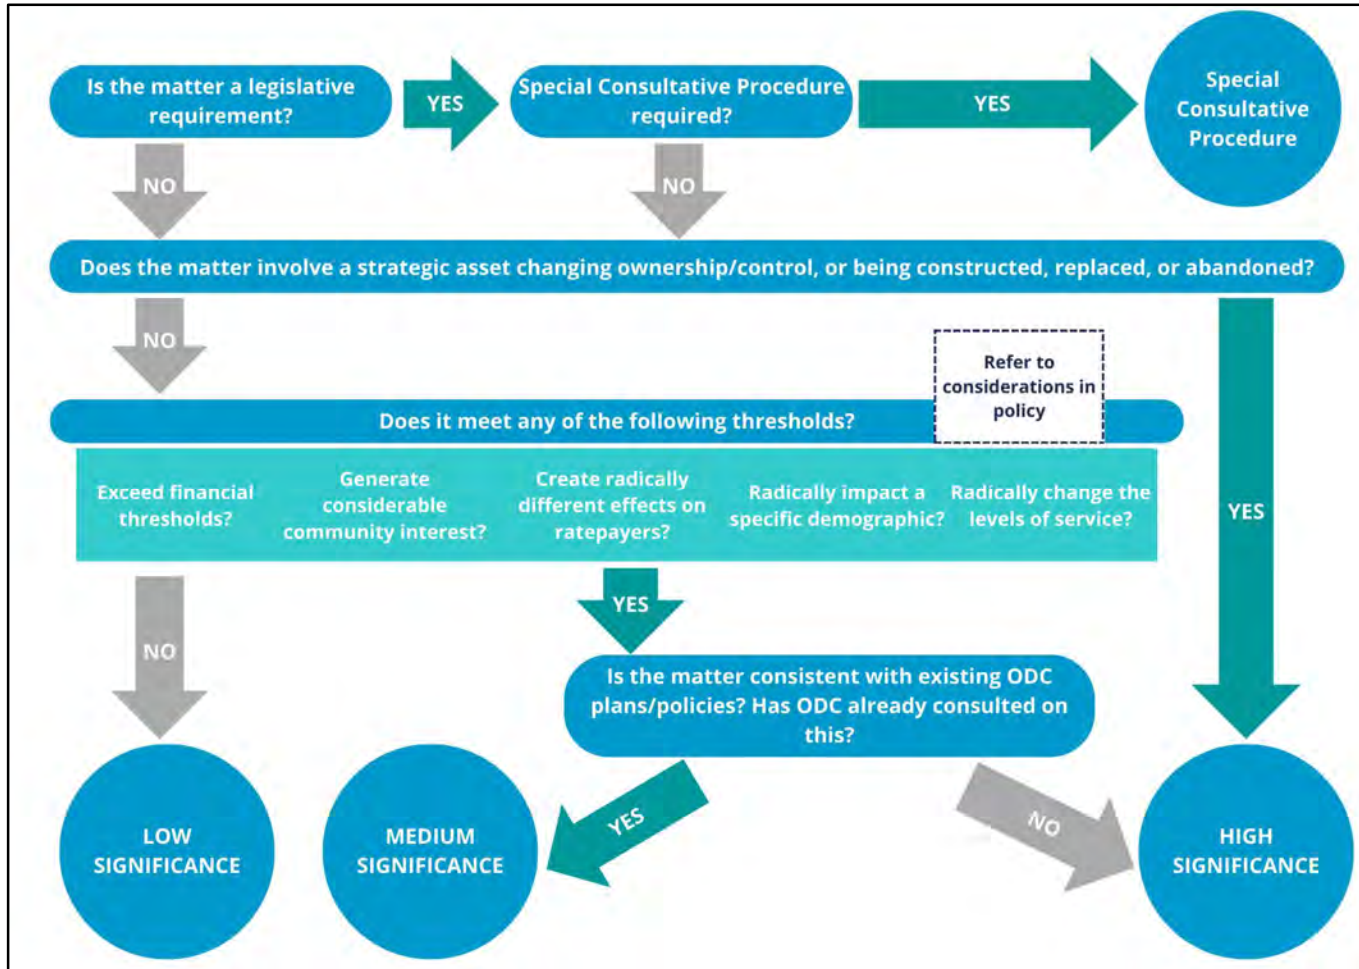 Is the matter a legislative
requirement?
YES
Special Consultative Procedure
required?
YES
Special
Consultative
Procedure
NO
NO
Does the matter involve a strategic asset changing ownership/control, or being constructed, replaced, or abandoned?
NO
Refer to
considerations in
policy
Does it meet any of the following thresholds?
Exceed financial
thresholds?
Generate
considerable
community interest?
Create radically
different effects on
ratepayers?
Radically impact a
specific demographic?
Radically change the
levels of service?
YES
YES
NO
Is the matter consistent with existing ODC
plans/policies? Has ODC already consulted on
this?
YES
NO
LOW
SIGNIFICANCE
MEDIUM
SIGNIFICANCE
HIGH
SIGNIFICANCE